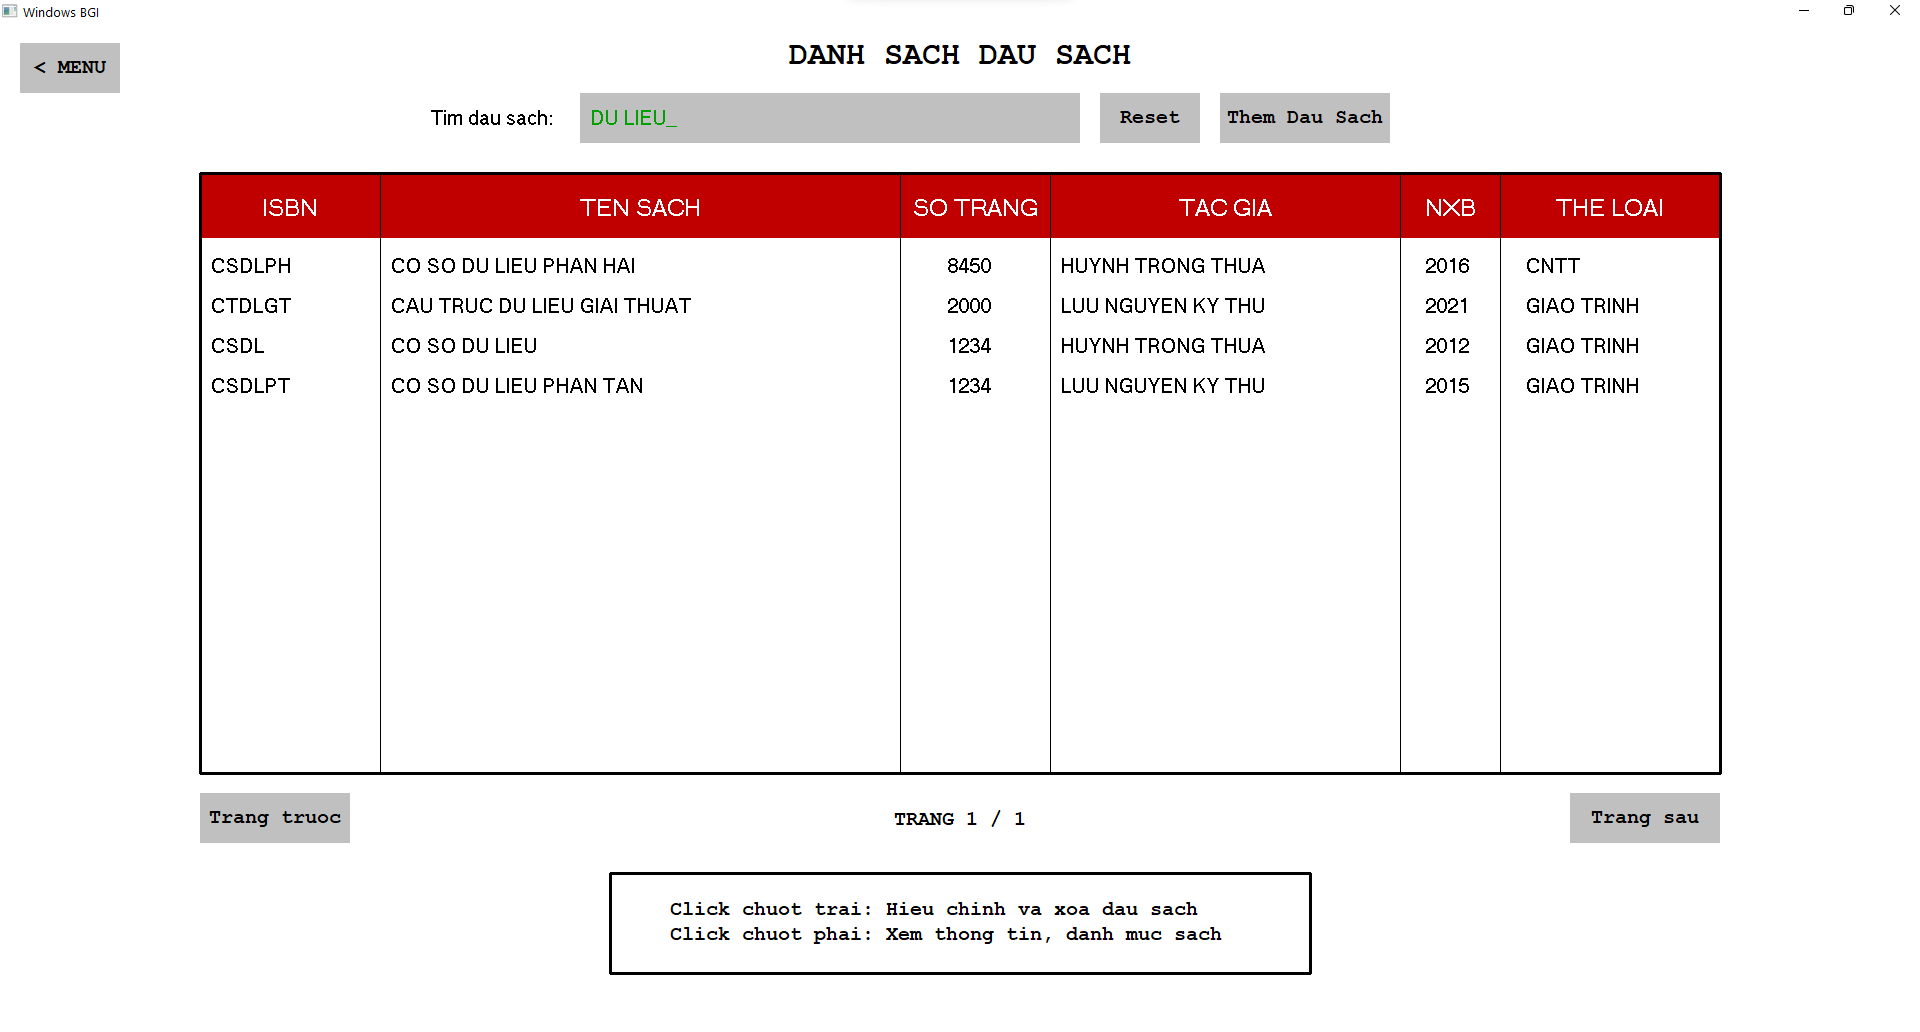 Windows BGI
< MENU
DANH SACH DAU SACH
Tim dau sach: DU LIEU_ Reset Them Dau Sach
ISBN TEN SACH SO TRANG TAC GIA NXB THE LOAI
CSDLPH CO SO DU LIEU PHAN HAI 8450 HUYNH TRONG THUA 2016 CNTT
CTDLGT CAU TRUC DU LIEU GIAI THUAT 2000 LUU NGUYEN KY THU 2021 GIAO TRINH
CSDL CO SO DU LIEU 1234 HUYNH TRONG THUA 2012 GIAO TRINH
CSDLPT CO SO DU LIEU PHAN TAN 1234 LUU NGUYEN KY THU 2015 GIAO TRINH
Trang truoc TRANG 1 / 1 Trang sau
Click chuot trai: Hieu chinh va xoa dau sach
Click chuot phai: Xem thong tin, danh muc sach